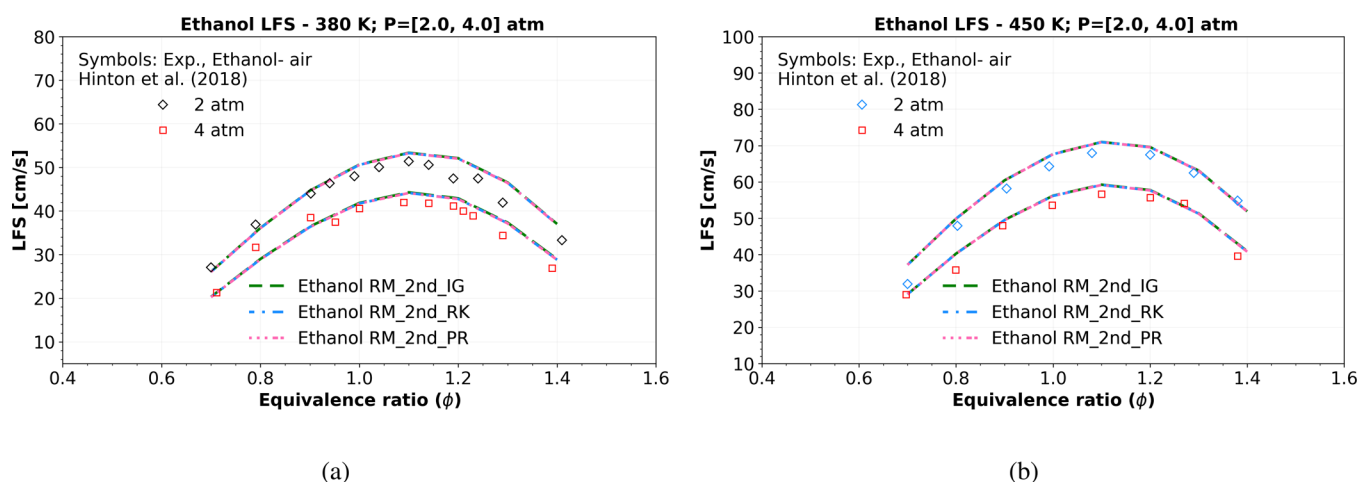 Ethanol LFS - 380 K; P=[2.0, 4.0] atm
80
70
60
50
40
30
20
10
LFS [cm/s]
Symbols: Exp., Ethanol- air
Hinton et al. (2018)
2 atm
4 atm
Ethanol RM_2nd_IG
Ethanol RM_2nd_RK
Ethanol RM_2nd_PR
0.4 0.6 0.8 1.0 1.2 1.4 1.6
Equivalence ratio (ϕ)
(a)
Ethanol LFS - 450 K; P=[2.0, 4.0] atm
100
90
80
70
60
50
40
30
20
10
LFS [cm/s]
Symbols: Exp., Ethanol- air
Hinton et al. (2018)
2 atm
4 atm
Ethanol RM_2nd_IG
Ethanol RM_2nd_RK
Ethanol RM_2nd_PR
0.4 0.6 0.8 1.0 1.2 1.4 1.6
Equivalence ratio (ϕ)
(b)